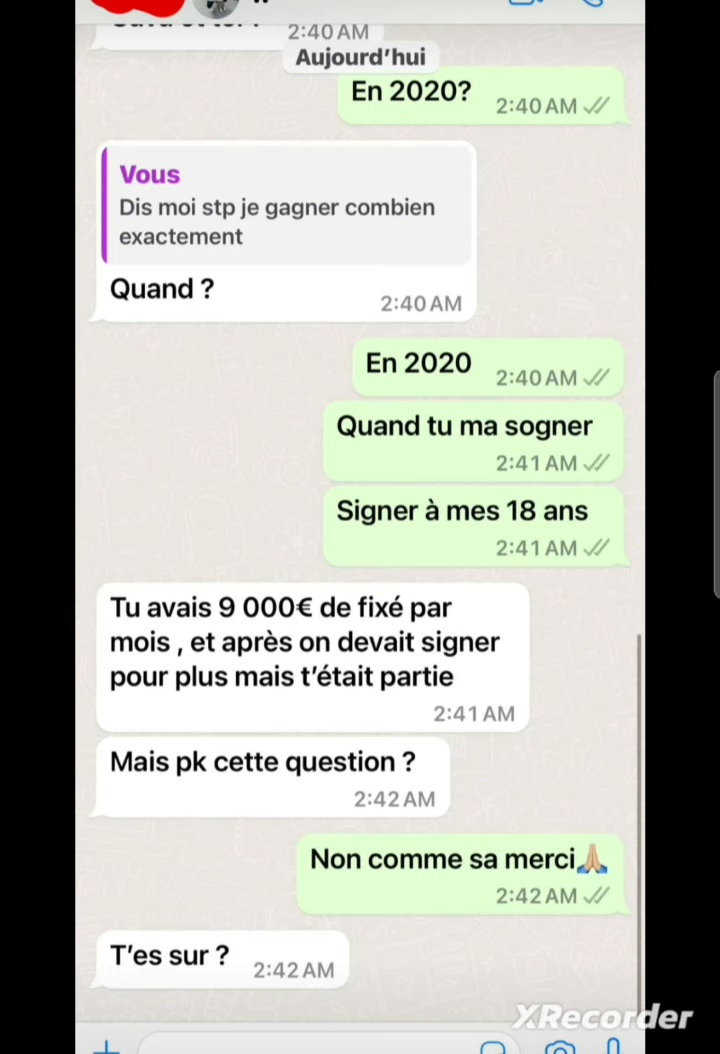 2:40 AM
Aujourd'hui
En 2020?
2:40 AM
Vous
Dis moi stp je gagner combien
exactement
Quand ?
2:40 AM
En 2020
2:40 AM
Quand tu ma sogner
2:41 AM
Signer à mes 18 ans
2:41 AM
Tu avais 9 000€ de fixé par
mois , et après on devait signer
pour plus mais t'était partie
2:41 AM
Mais pk cette question ?
2:42 AM
Non comme sa merci🙏🏼
2:42 AM
T'es sur ?
2:42 AM
XRecorder